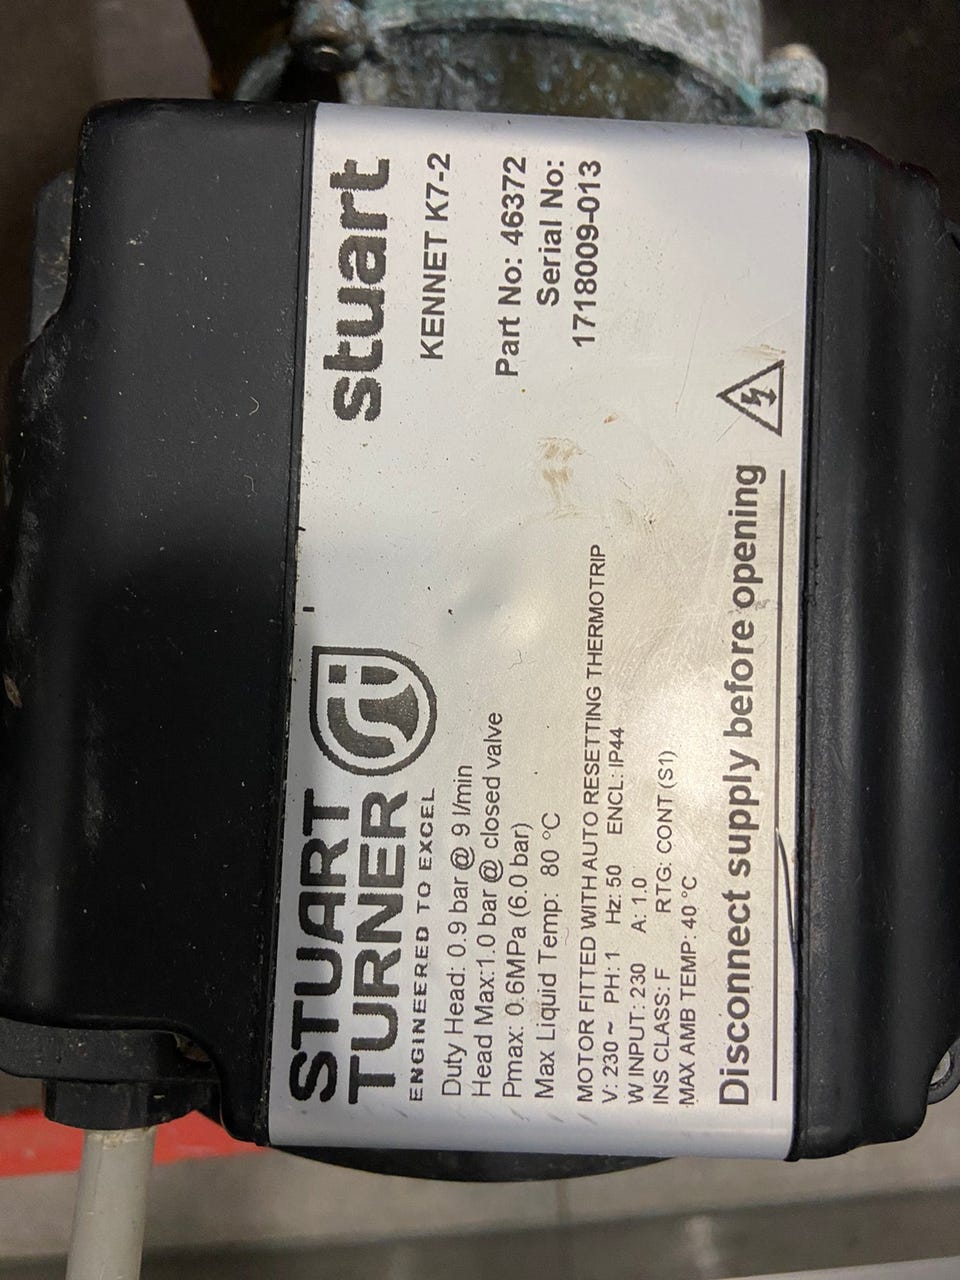 STUART
TURNER
ENGINEERED TO EXCEL
stuart
KENNET K7-2
Part No: 46372
Serial No:
1718009-013
Duty Head: 0.9 bar @ 9 l/min
Head Max:1.0 bar @ closed valve
Pmax: 0.6MPa (6.0 bar)
Max Liquid Temp: 80 °C
MOTOR FITTED WITH AUTO RESETTING THERMOTRIP
V: 230 ~ PH: 1 Hz: 50 ENCL: IP44
W INPUT: 230 A: 1.0
INS CLASS: F RTG: CONT (S1)
MAX AMB TEMP: 40 °C
Disconnect supply before opening